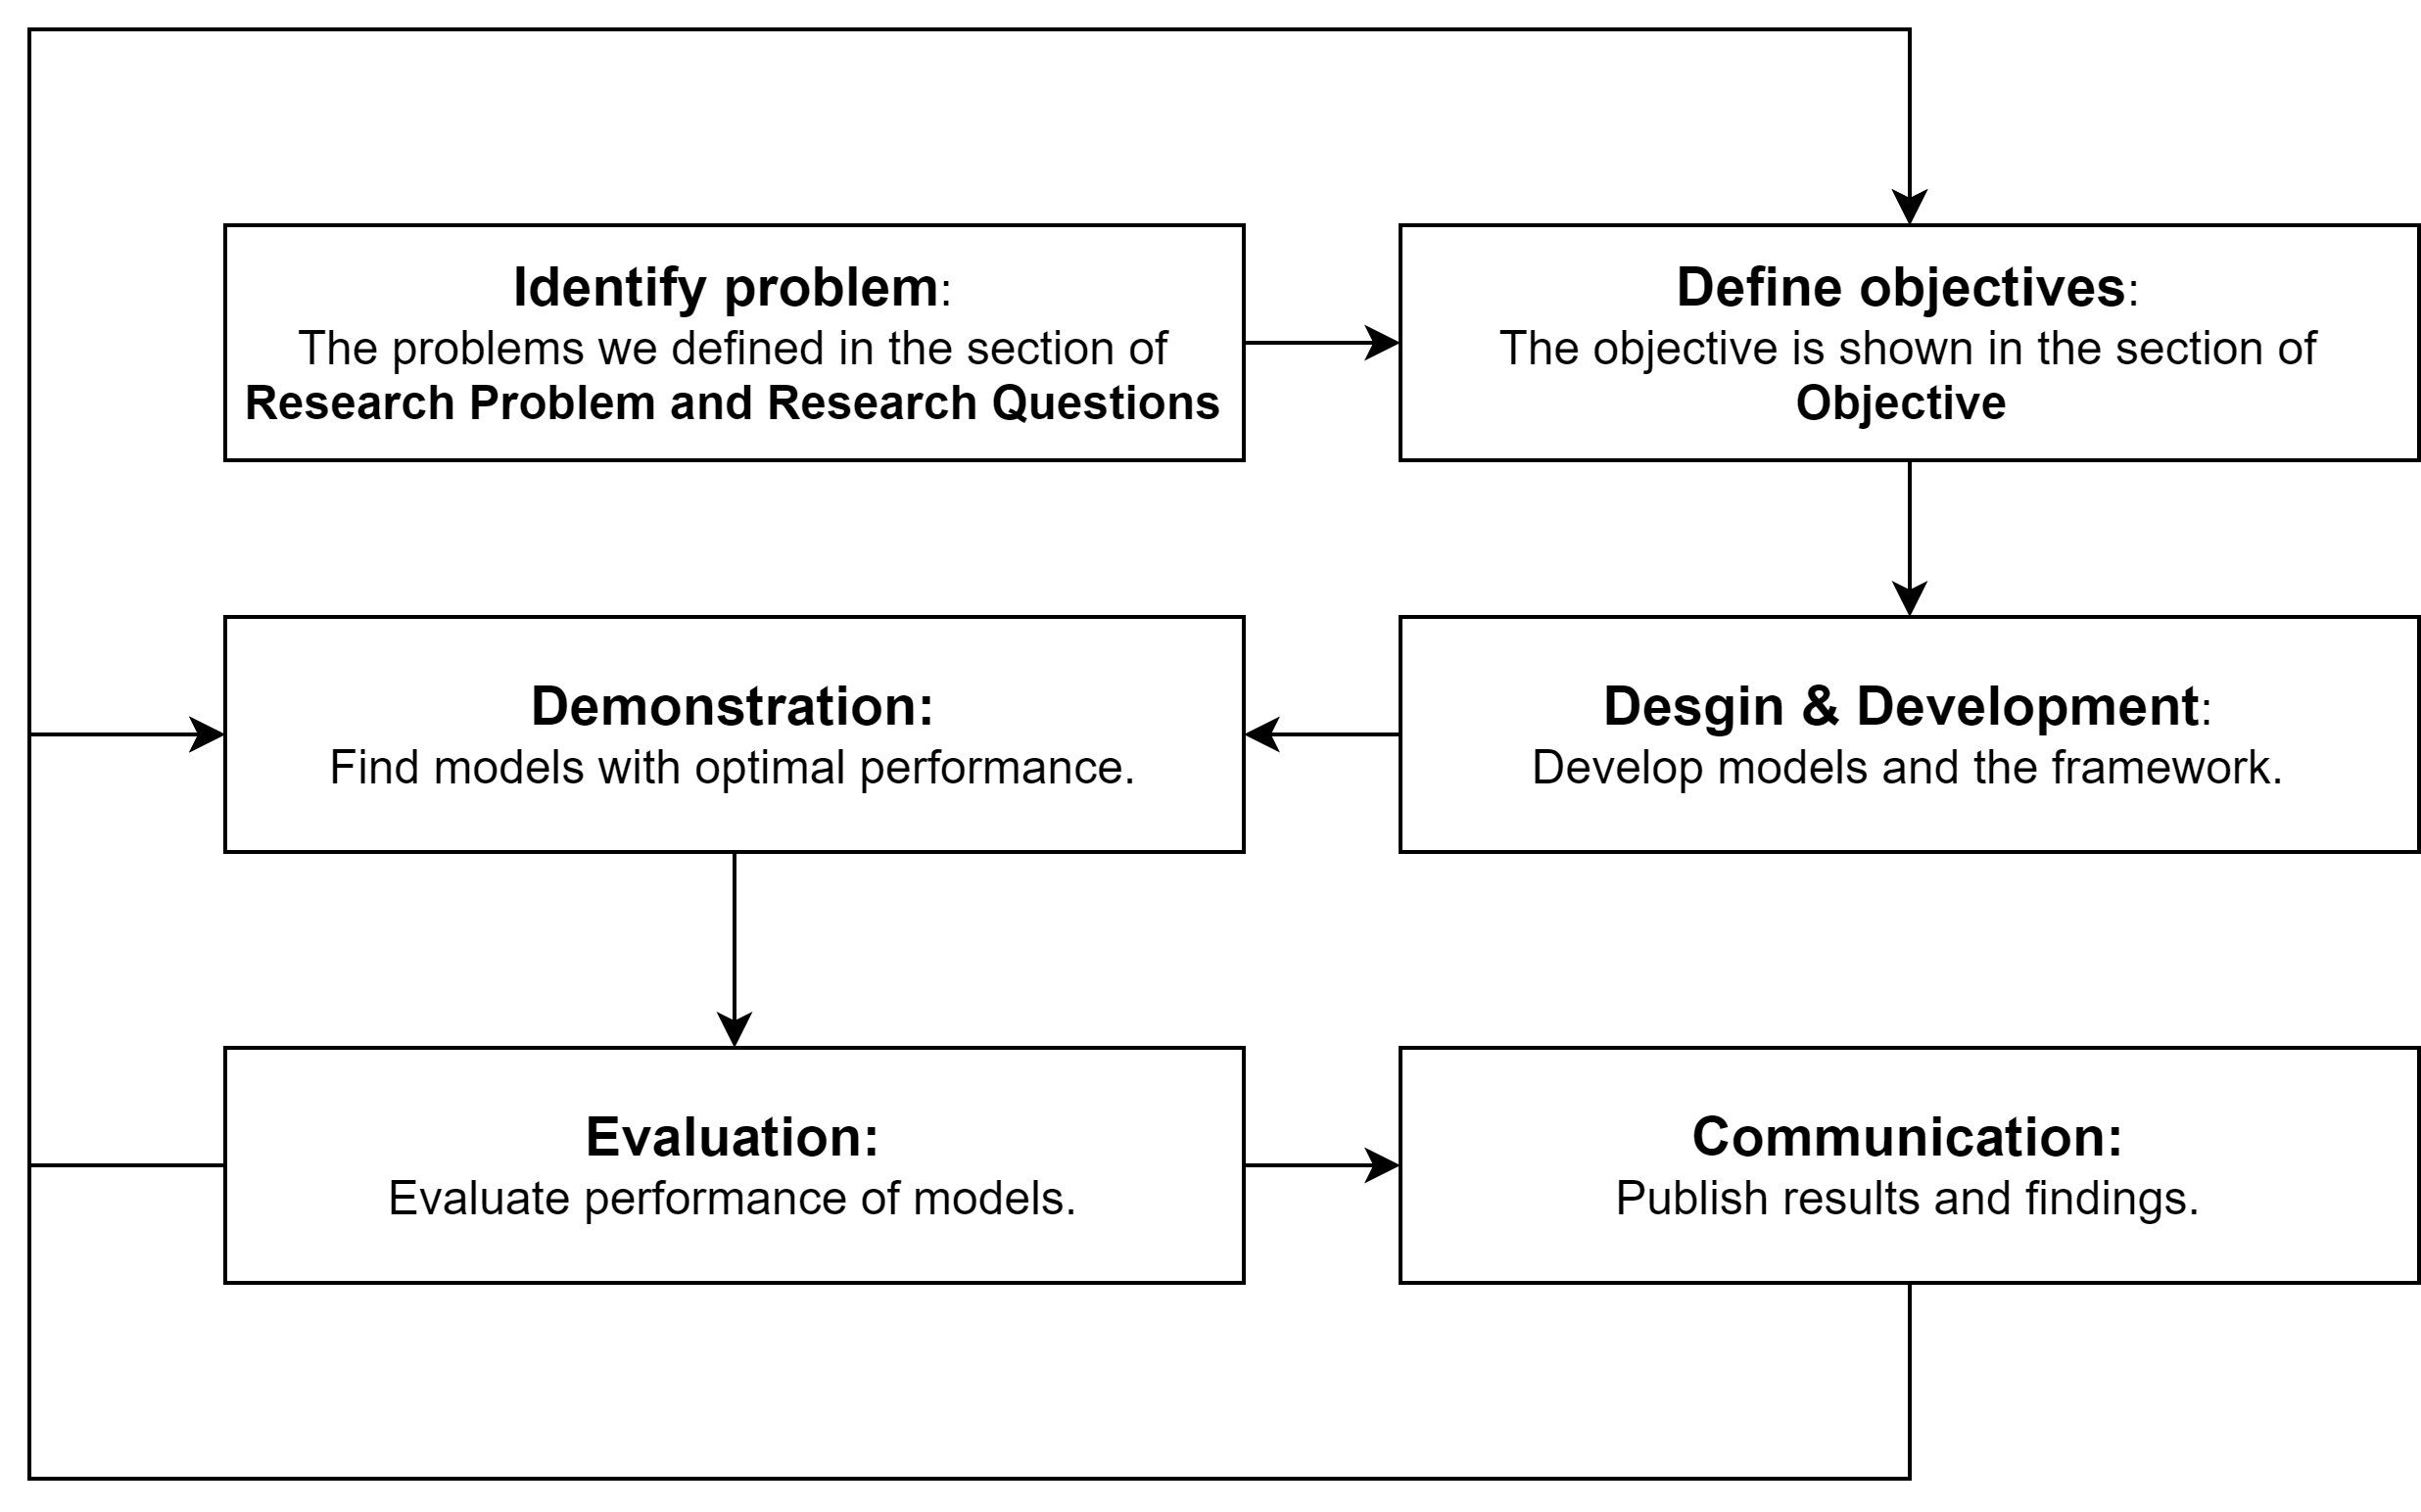 Identify problem:
The problems we defined in the section of
Research Problem and Research Questions
Define objectives:
The objective is shown in the section of
Objective
Demonstration:
Find models with optimal performance.
Desgin & Development:
Develop models and the framework.
Evaluation:
Evaluate performance of models.
Communication:
Publish results and findings.